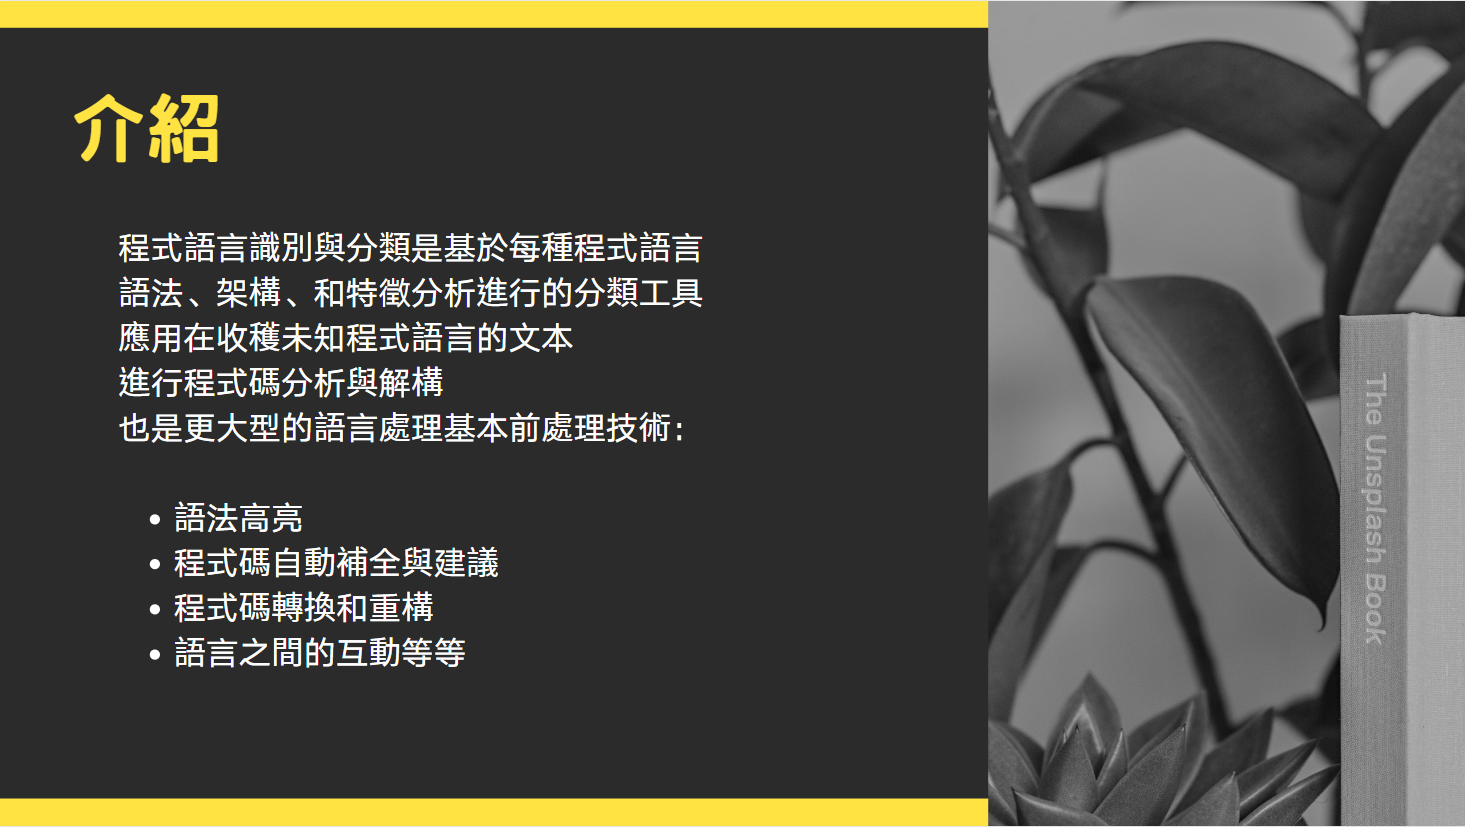 介紹
程式語言識別與分類是基於每種程式語言
語法、架構、和特徵分析進行的分類工具
應用在收穫未知程式語言的文本
進行程式碼分析與解構
也是更大型的語言處理基本前處理技術:
• 語法高亮
• 程式碼自動補全與建議
• 程式碼轉換和重構
• 語言之間的互動等等
The Unsplash Book